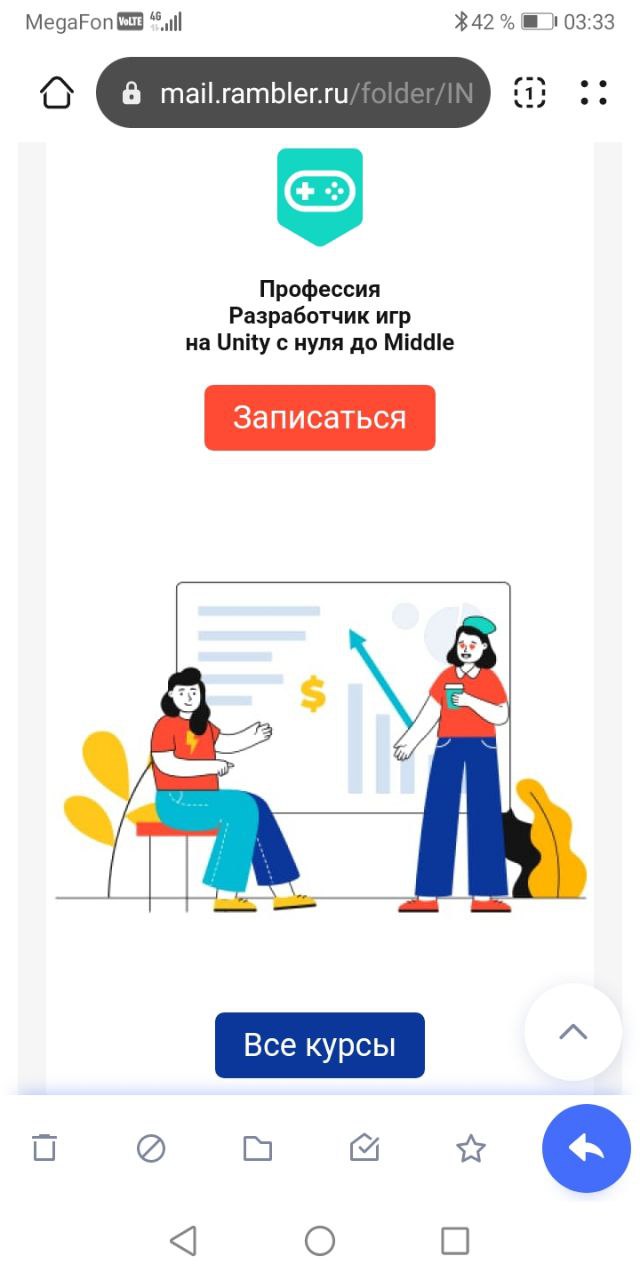 MegaFon VoLTE 4G 42 % 03:33
mail.rambler.ru/folder/IN
1
Профессия
Разработчик игр
на Unity с нуля до Middle
Записаться
$
Все курсы